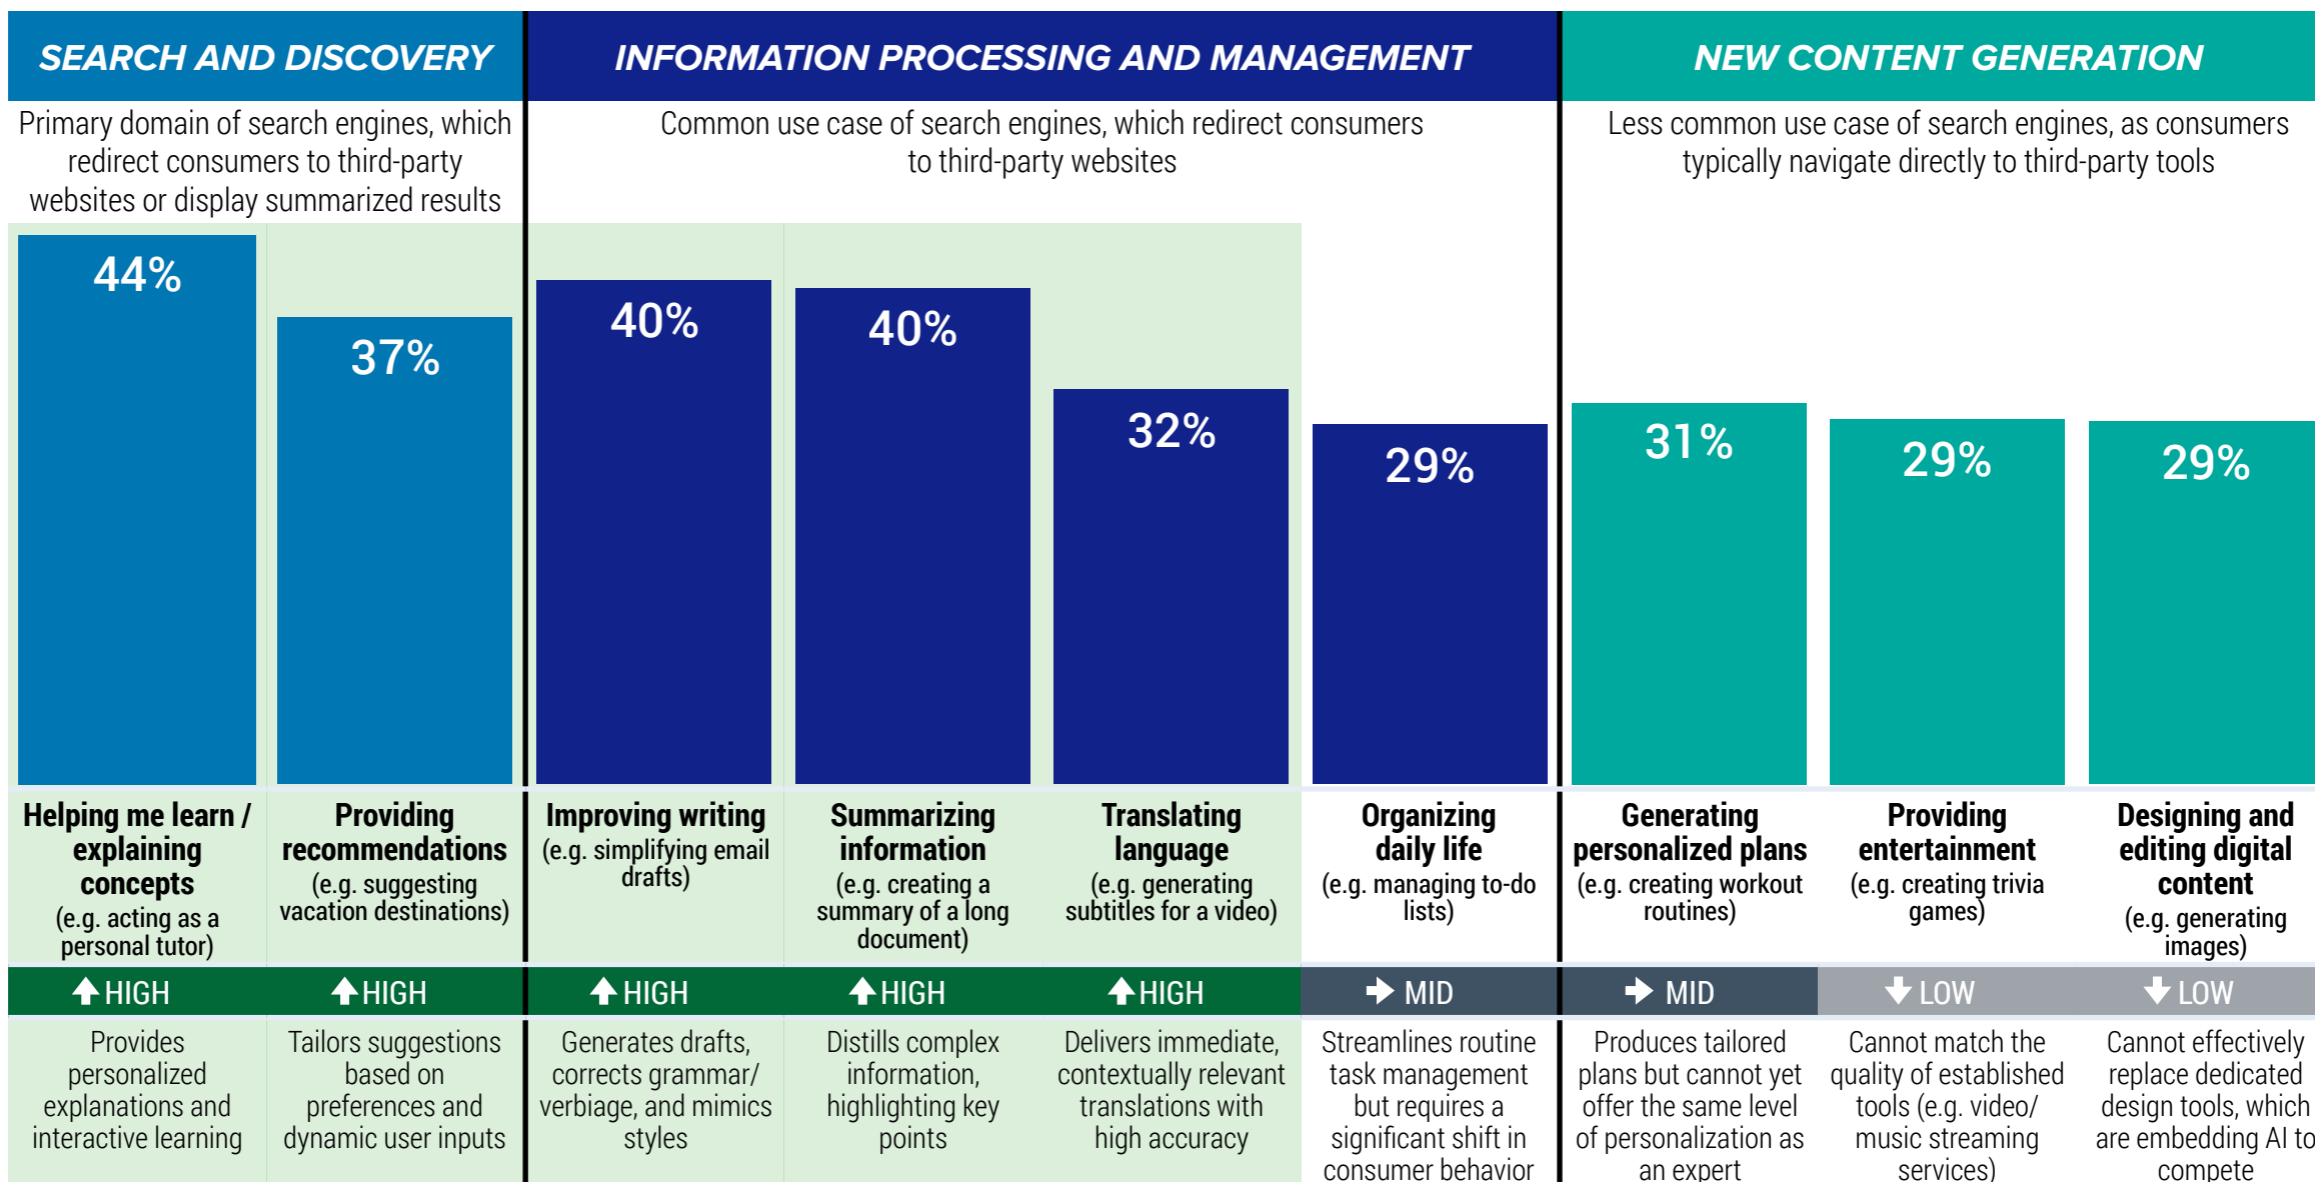 SEARCH AND DISCOVERY
Primary domain of search engines, which
redirect consumers to third-party
websites or display summarized results
INFORMATION PROCESSING AND MANAGEMENT
Common use case of search engines, which redirect consumers
to third-party websites
NEW CONTENT GENERATION
Less common use case of search engines, as consumers
typically navigate directly to third-party tools
44%
37%
40%
40%
32%
29%
31%
29%
29%
Helping me learn /
explaining
concepts
(e.g. acting as a
personal tutor)
Providing
recommendations
(e.g. suggesting
vacation destinations)
Improving writing
(e.g. simplifying email
drafts)
Summarizing
information
(e.g. creating a
summary of a long
document)
Translating
language
(e.g. generating
subtitles for a video)
Organizing
daily life
(e.g. managing to-do
lists)
Generating
personalized plans
(e.g. creating workout
routines)
Providing
entertainment
(e.g. creating trivia
games)
Designing and
editing digital
content
(e.g. generating
images)
HIGH
HIGH
HIGH
HIGH
HIGH
MID
MID
LOW
LOW
Provides
personalized
explanations and
interactive learning
Tailors suggestions
based on
preferences and
dynamic user inputs
Generates drafts,
corrects grammar/
verbiage, and mimics
styles
Distills complex
information,
highlighting key
points
Delivers immediate,
contextually relevant
translations with
high accuracy
Streamlines routine
task management
but requires a
significant shift in
consumer behavior
Produces tailored
plans but cannot yet
offer the same level
of personalization as
an expert
Cannot match the
quality of established
tools (e.g. video/
music streaming
services)
Cannot effectively
replace dedicated
design tools, which
are embedding AI to
compete